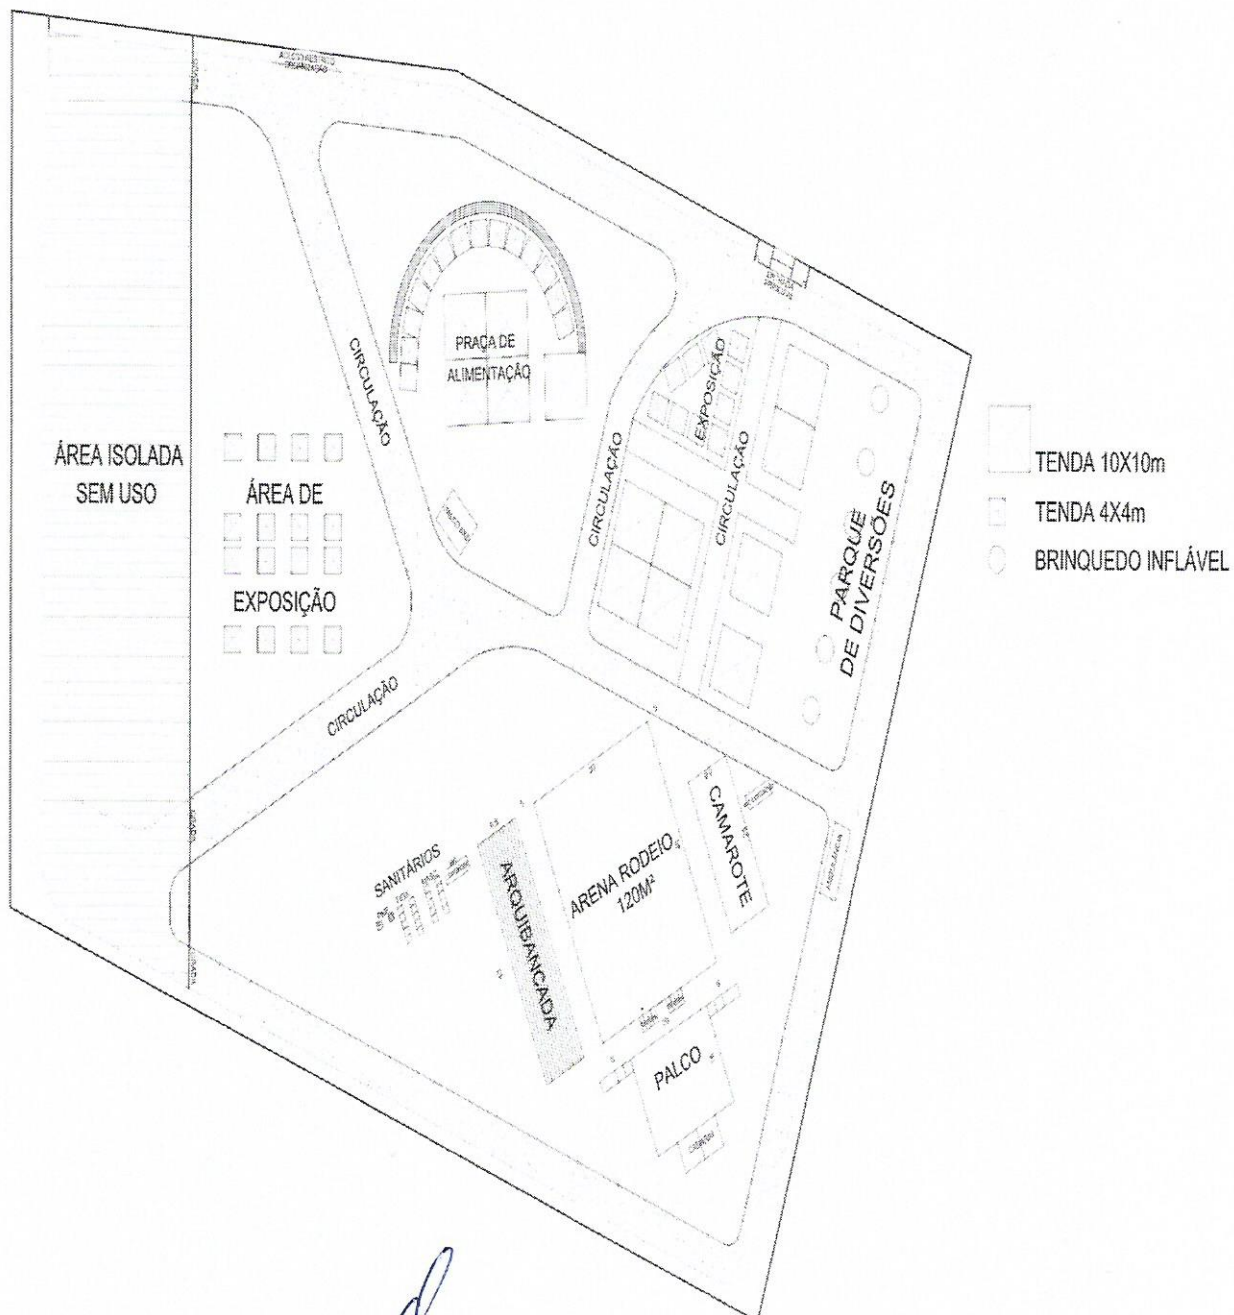 PRAÇA DE
ALIMENTAÇÃO
CIRCULAÇÃO
EXPOSIÇÃO
CIRCULAÇÃO
CIRCULAÇÃO
ÁREA ISOLADA
SEM USO
ÁREA DE
EXPOSIÇÃO
PARQUE
DE DIVERSÕES
TENDA 10X10m
TENDA 4X4m
BRINQUEDO INFLÁVEL
CIRCULAÇÃO
SANITÁRIOS
ARQUIBANCADA
ARENA RODEIO
120M²
CAMAROTE
AMBULÂNCIA
PALCO